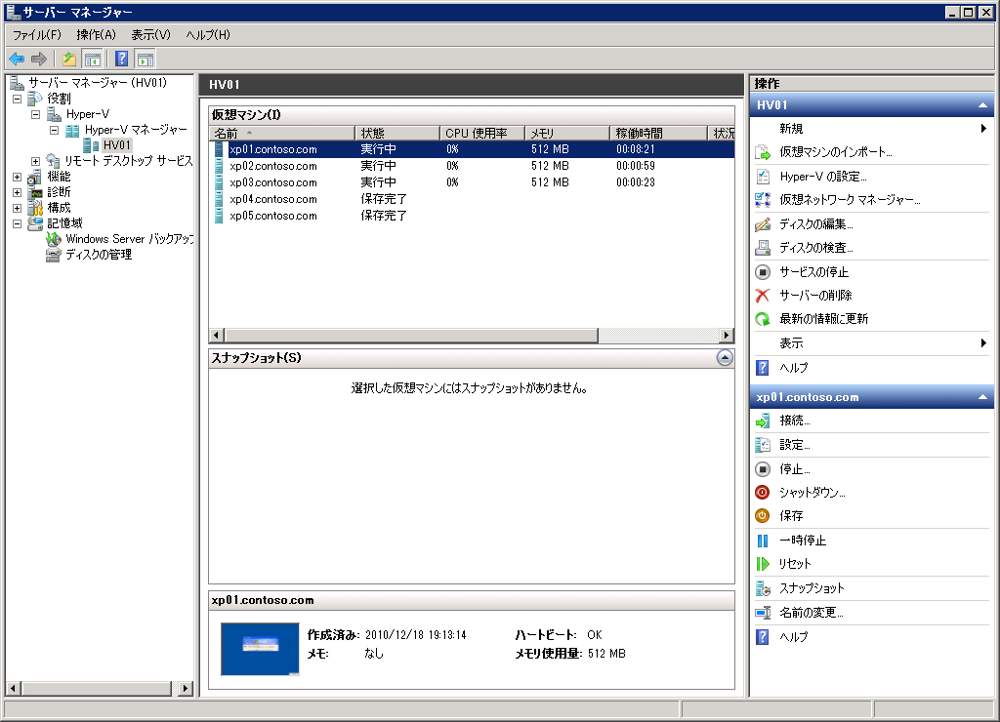 サーバー マネージャー
ファイル(F) 操作(A) 表示(V) ヘルプ(H)
サーバー マネージャー (HV01)
役割
Hyper-V
Hyper-V マネージャー
HV01
リモート デスクトップ サービス
機能
診断
構成
記憶域
Windows Server バックアップ
ディスクの管理
HV01
仮想マシン(I)
名前 状態 CPU 使用率 メモリ 稼働時間 状況
xp01.contoso.com 実行中 0% 512 MB 00:08:21
xp02.contoso.com 実行中 0% 512 MB 00:00:59
xp03.contoso.com 実行中 0% 512 MB 00:00:23
xp04.contoso.com 保存完了
xp05.contoso.com 保存完了
スナップショット(S)
選択した仮想マシンにはスナップショットがありません。
xp01.contoso.com
作成済み: 2010/12/18 19:13:14 ハートビート: OK
メモ: なし メモリ使用量: 512 MB
操作
HV01
新規
仮想マシンのインポート...
Hyper-V の設定...
仮想ネットワーク マネージャー...
ディスクの編集...
ディスクの検査...
サービスの停止
サーバーの削除
最新の情報に更新
表示
ヘルプ
xp01.contoso.com
接続...
設定...
停止...
シャットダウン...
保存
一時停止
リセット
スナップショット
名前の変更...
ヘルプ